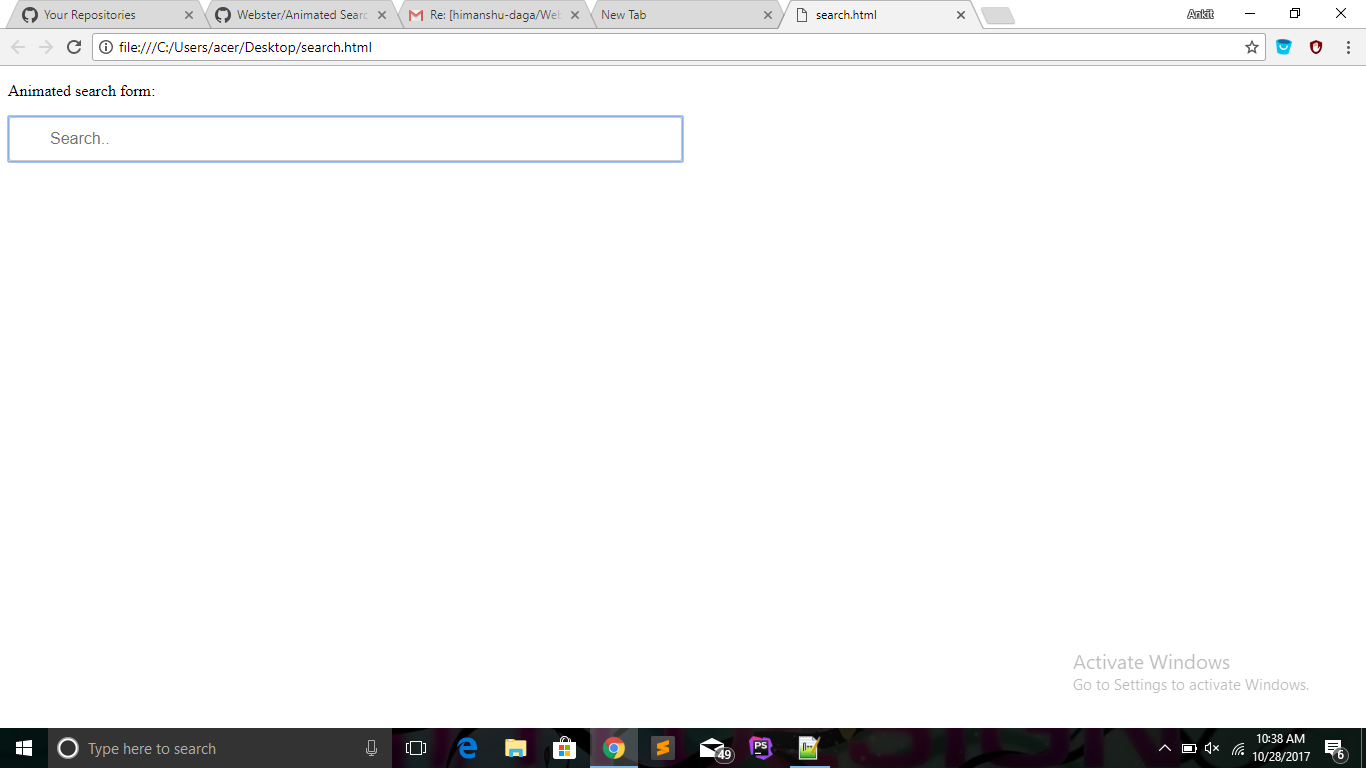 Your Repositories
Webster/Animated Searc
Re: [himanshu-daga/Web
New Tab
search.html
Ankit
file:///C:/Users/acer/Desktop/search.html
Animated search form:
Search..
Activate Windows
Go to Settings to activate Windows.
Type here to search
49
PS
10:38 AM
10/28/2017
6